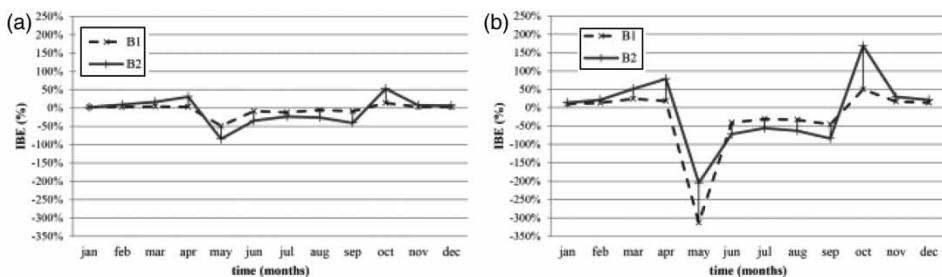 (a)
250%
200%
150%
100%
50%
0%
-50%
-100%
-150%
-200%
-250%
-300%
-350%
IBE (%)
B1
B2
jan feb mar apr may jun jul aug sep oct nov dec
time (months)
(b)
250%
200%
150%
100%
50%
0%
-50%
-100%
-150%
-200%
-250%
-300%
-350%
IBE (%)
B1
B2
jan feb mar apr may jun jul aug sep oct nov dec
time (months)